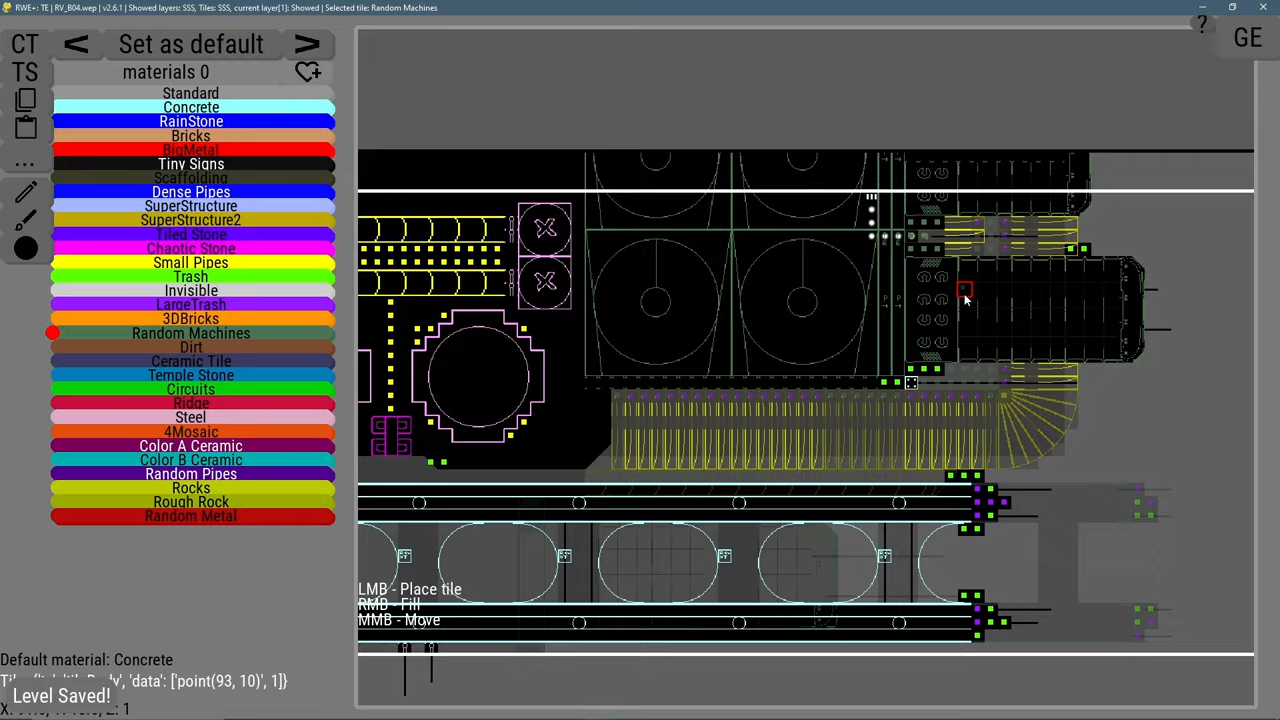 RWE+: TE | RV_B04.wep | v2.6.1 | Showed layers: SSS, Tiles: SSS, current layer[1]: Showed | Selected tile: Random Machines
?
CT < Set as default > GE
TS materials 0
Standard
Concrete
RainStone
Bricks
BigMetal
Tiny Signs
Scaffolding
Dense Pipes
SuperStructure
SuperStructure2
Tiled Stone
Chaotic Stone
Small Pipes
Trash
Invisible
LargeTrash
3DBricks
Random Machines
Dirt
Ceramic Tile
Temple Stone
Circuits
Ridge
Steel
4Mosaic
Color A Ceramic
Color B Ceramic
Random Pipes
Rocks
Rough Rock
Random Metal
...
LMB - Place tile
RMB - Fill
MMB - Move
Default material: Concrete
'data': ['point(93, 10)', 1]}
Level Saved!
Z: 1